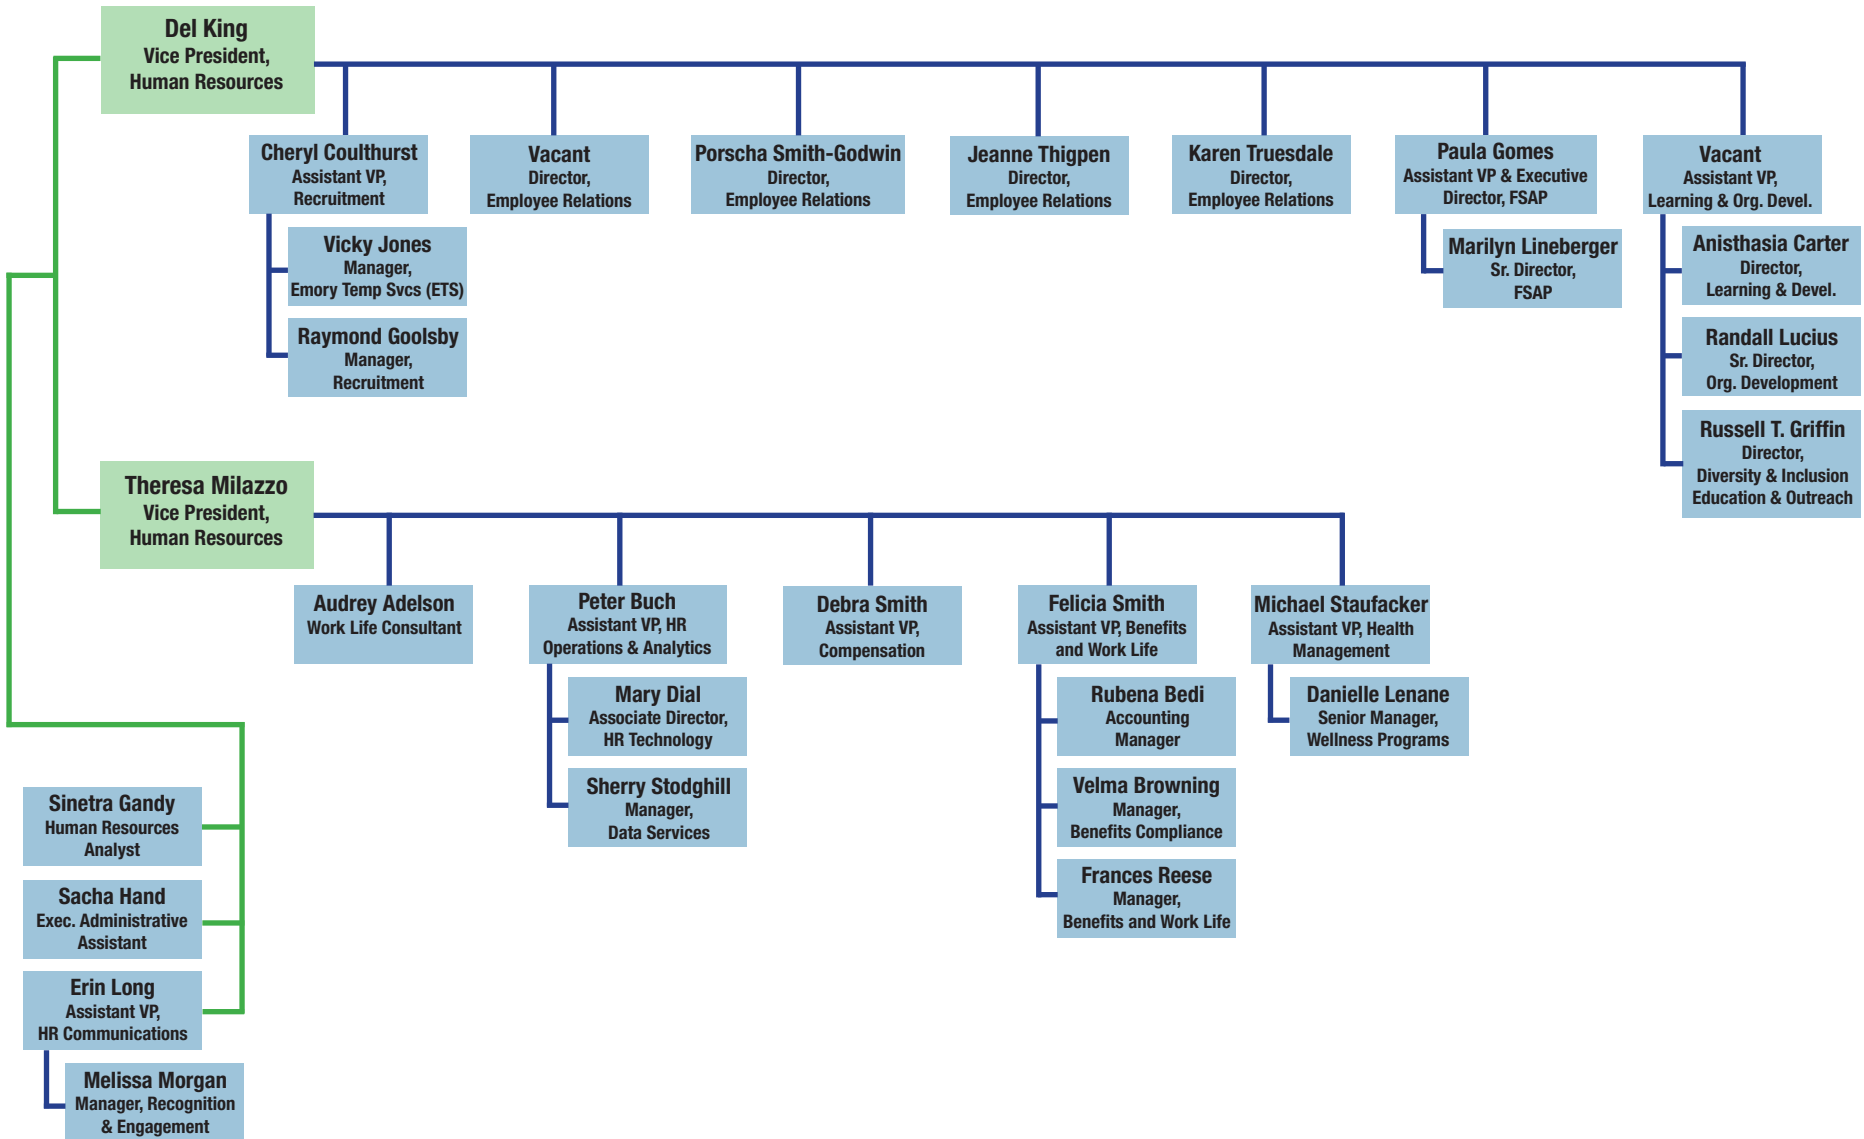 Del King
Vice President,
Human Resources
Cheryl Coulthurst
Assistant VP,
Recruitment
Vicky Jones
Manager,
Emory Temp Svcs (ETS)
Raymond Goolsby
Manager,
Recruitment
Vacant
Director,
Employee Relations
Porscha Smith-Godwin
Director,
Employee Relations
Jeanne Thigpen
Director,
Employee Relations
Karen Truesdale
Director,
Employee Relations
Paula Gomes
Assistant VP & Executive
Director, FSAP
Marilyn Lineberger
Sr. Director,
FSAP
Vacant
Assistant VP,
Learning & Org. Devel.
Anisthasia Carter
Director,
Learning & Devel.
Randall Lucius
Sr. Director,
Org. Development
Russell T. Griffin
Director,
Diversity & Inclusion
Education & Outreach
Theresa Milazzo
Vice President,
Human Resources
Audrey Adelson
Work Life Consultant
Peter Buch
Assistant VP, HR
Operations & Analytics
Mary Dial
Associate Director,
HR Technology
Sherry Stodghill
Manager,
Data Services
Debra Smith
Assistant VP,
Compensation
Felicia Smith
Assistant VP, Benefits
and Work Life
Rubena Bedi
Accounting
Manager
Velma Browning
Manager,
Benefits Compliance
Frances Reese
Manager,
Benefits and Work Life
Michael Staufacker
Assistant VP, Health
Management
Danielle Lenane
Senior Manager,
Wellness Programs
Sinetra Gandy
Human Resources
Analyst
Sacha Hand
Exec. Administrative
Assistant
Erin Long
Assistant VP,
HR Communications
Melissa Morgan
Manager, Recognition
& Engagement